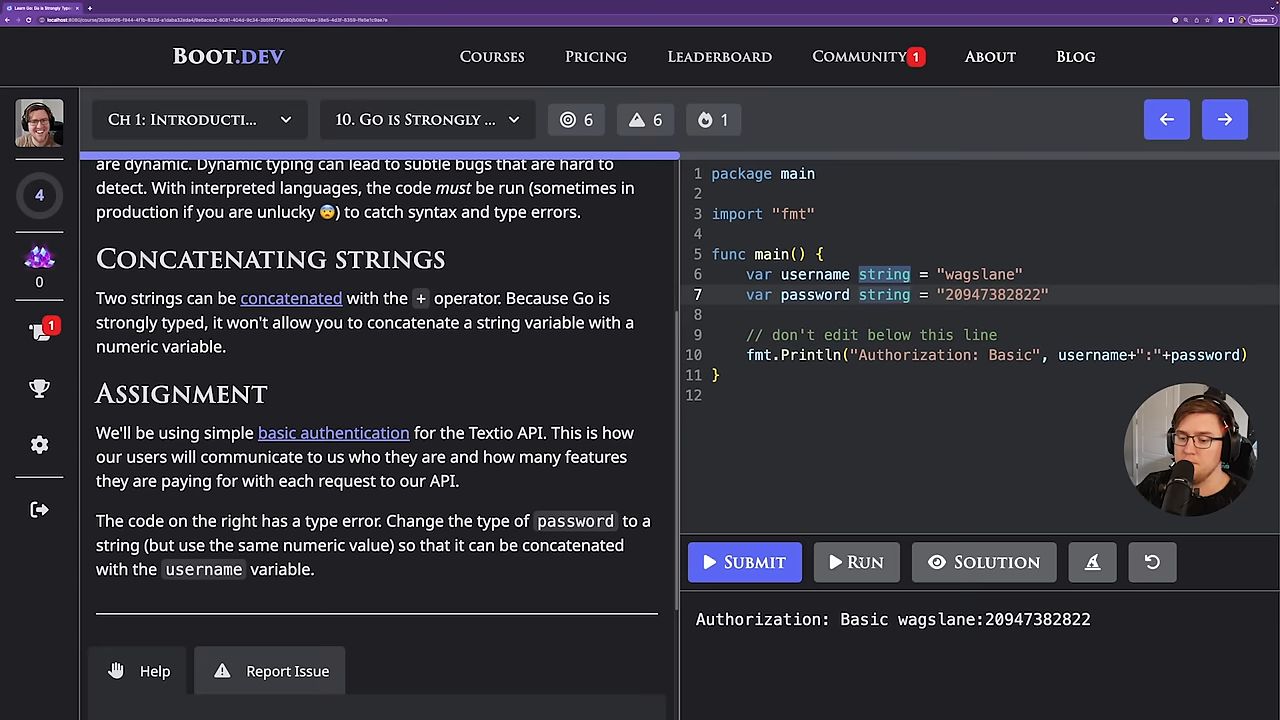 Learn Go: Go is Strongly Type
Update
BOOT.DEV
COURSES
PRICING
LEADERBOARD
COMMUNITY 1
ABOUT
BLOG
CH 1: INTRODUCTI...
10. GO IS STRONGLY ...
6
6
1
4
0
1
are dynamic. Dynamic typing can lead to subtle bugs that are hard to
detect. With interpreted languages, the code must be run (sometimes in
production if you are unlucky 😨) to catch syntax and type errors.
CONCATENATING STRINGS
Two strings can be concatenated with the + operator. Because Go is
strongly typed, it won't allow you to concatenate a string variable with a
numeric variable.
ASSIGNMENT
We'll be using simple basic authentication for the Textio API. This is how
our users will communicate to us who they are and how many features
they are paying for with each request to our API.
The code on the right has a type error. Change the type of password to a
string (but use the same numeric value) so that it can be concatenated
with the username variable.
Help
Report Issue
1 package main
2
3 import "fmt"
4
5 func main() {
6 var username string = "wagslane"
7 var password string = "20947382822"
8
9 // don't edit below this line
10 fmt.Println("Authorization: Basic", username+":"+password)
11 }
12
SUBMIT
RUN
SOLUTION
Authorization: Basic wagslane:20947382822